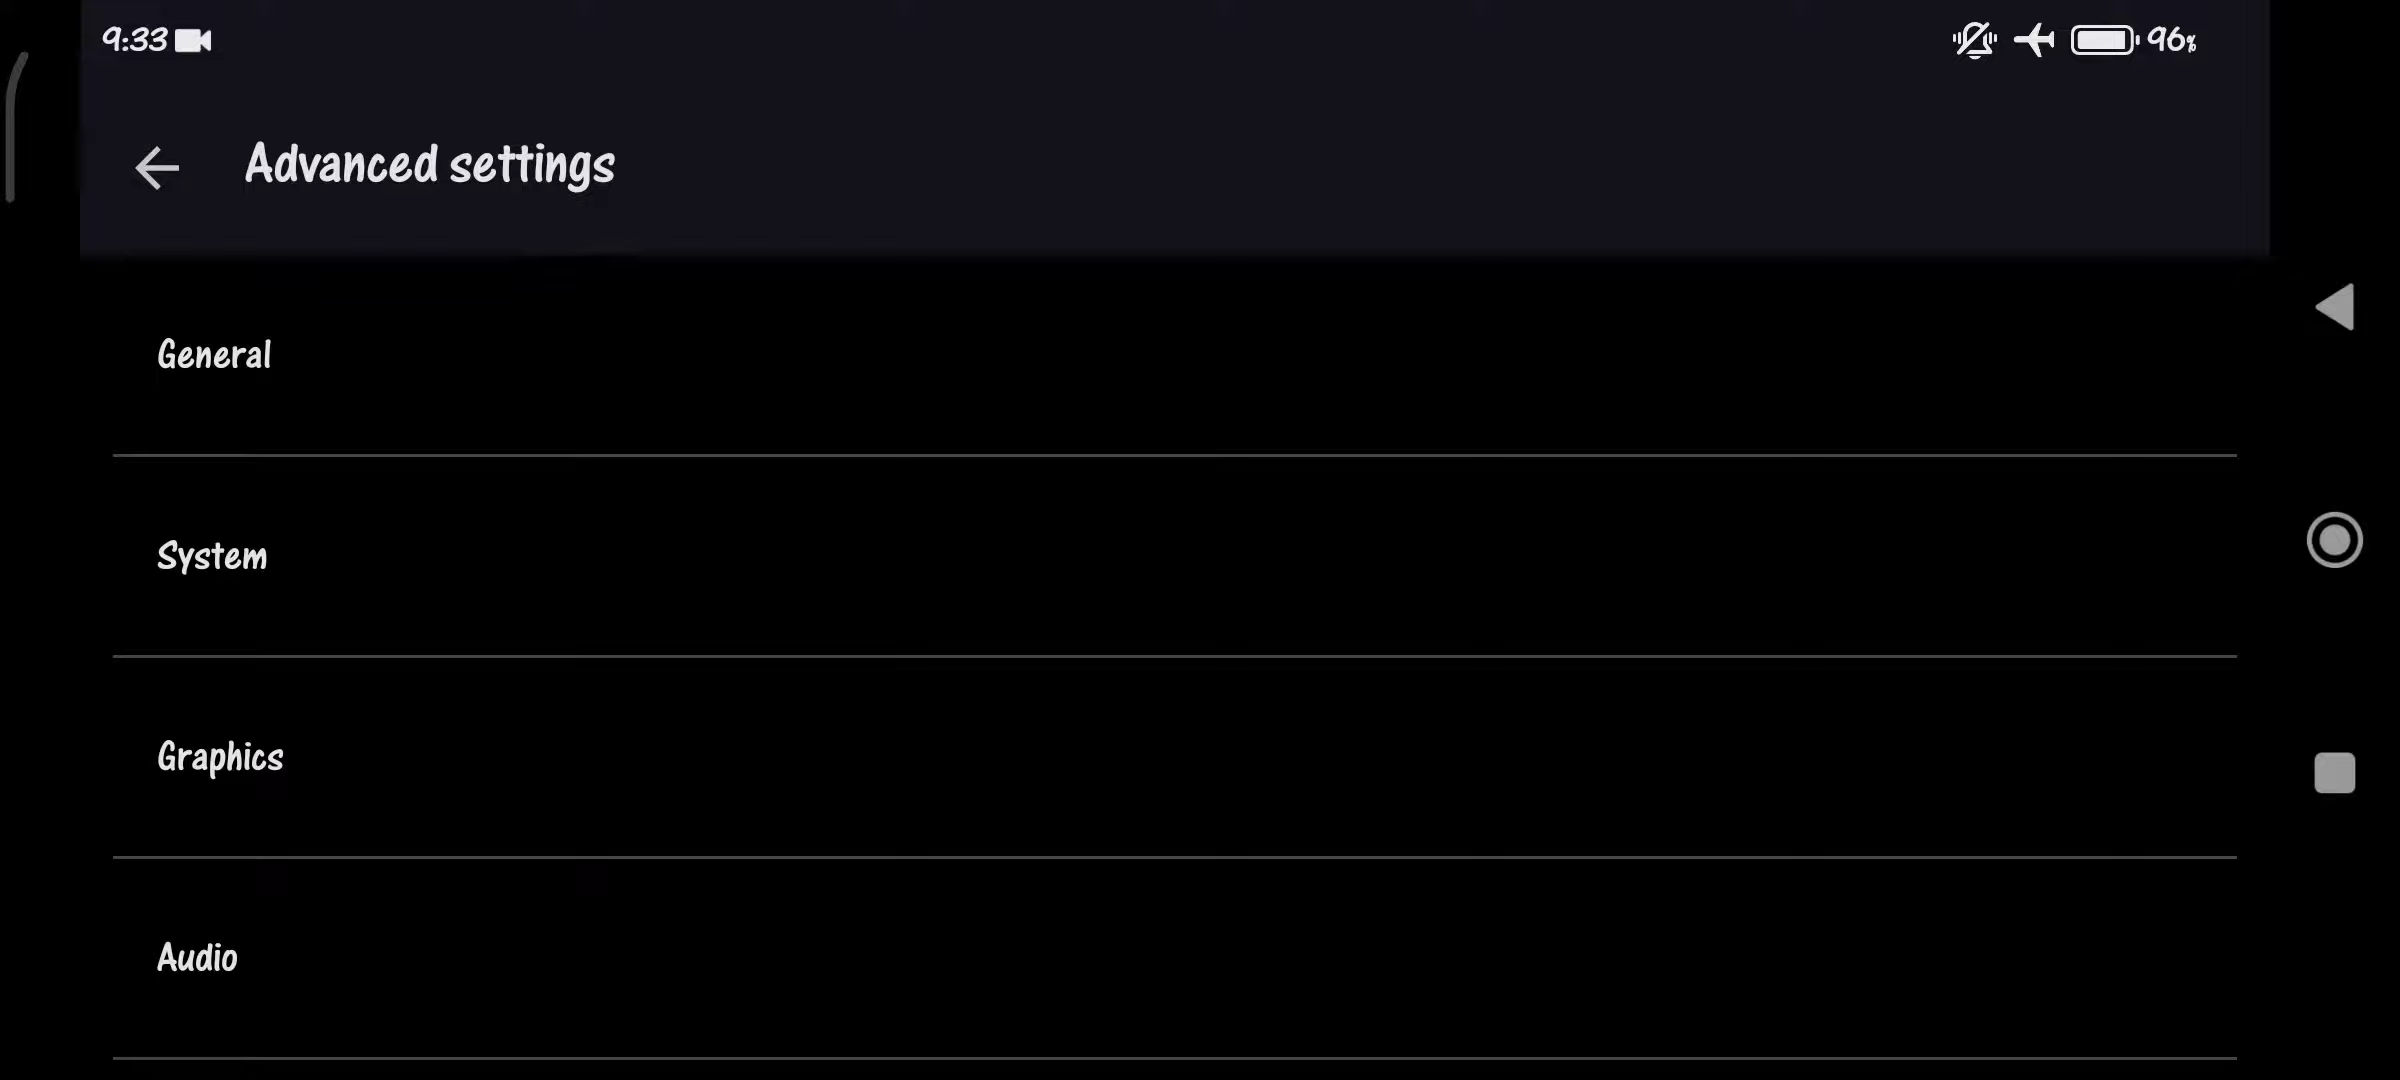 9:33
96%
Advanced settings
General
System
Graphics
Audio